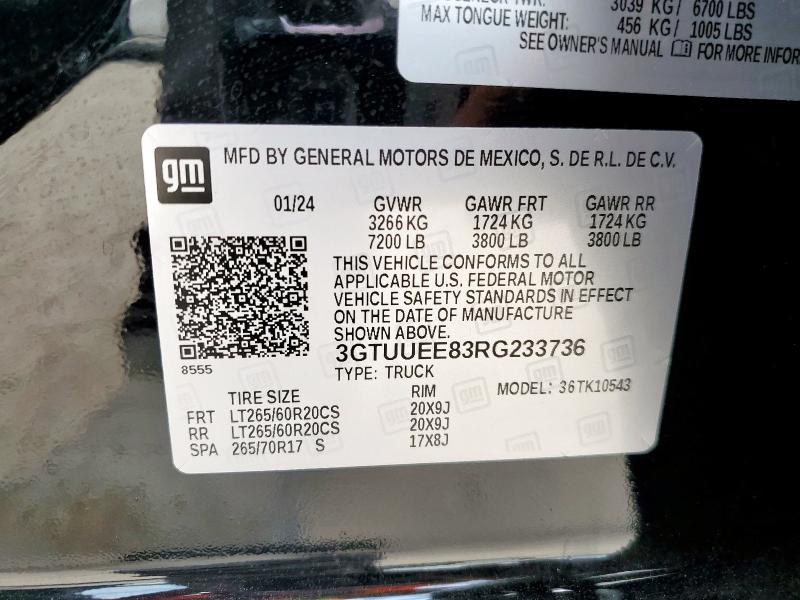 3039 KG/ 6700 LBS
MAX TONGUE WEIGHT: 456 KG/ 1005 LBS
SEE OWNER'S MANUAL FOR MORE INFOR
gm MFD BY GENERAL MOTORS DE MEXICO, S. DE R.L. DE C.V.
01/24 GVWR GAWR FRT GAWR RR
3266 KG 1724 KG 1724 KG
7200 LB 3800 LB 3800 LB
THIS VEHICLE CONFORMS TO ALL
APPLICABLE U.S. FEDERAL MOTOR
VEHICLE SAFETY STANDARDS IN EFFECT
ON THE DATE OF MANUFACTURE
SHOWN ABOVE.
3GTUUEE83RG233736
8555
TYPE: TRUCK MODEL: 36TK10543
TIRE SIZE RIM
FRT LT265/60R20CS 20X9J
RR LT265/60R20CS 20X9J
SPA 265/70R17 S 17X8J